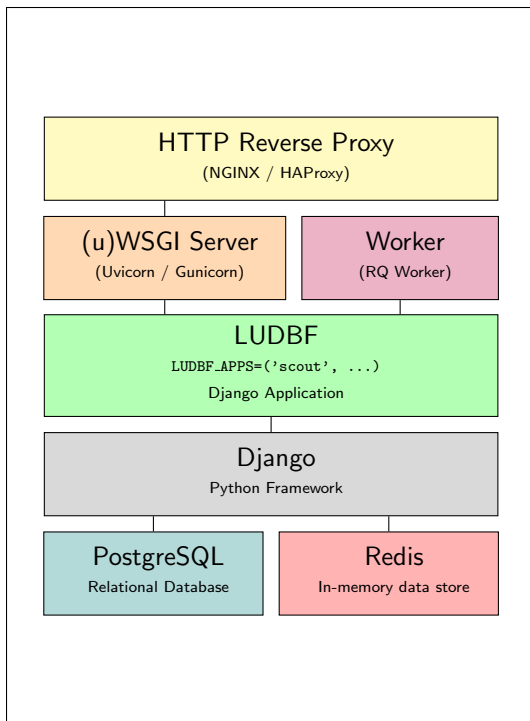 HTTP Reverse Proxy
(NGINX / HAProxy)
(u)WSGI Server
(Uvicorn / Gunicorn)
Worker
(RQ Worker)
LUDBF
LUDBF_APPS=('scout', ...)
Django Application
Django
Python Framework
PostgreSQL
Relational Database
Redis
In-memory data store